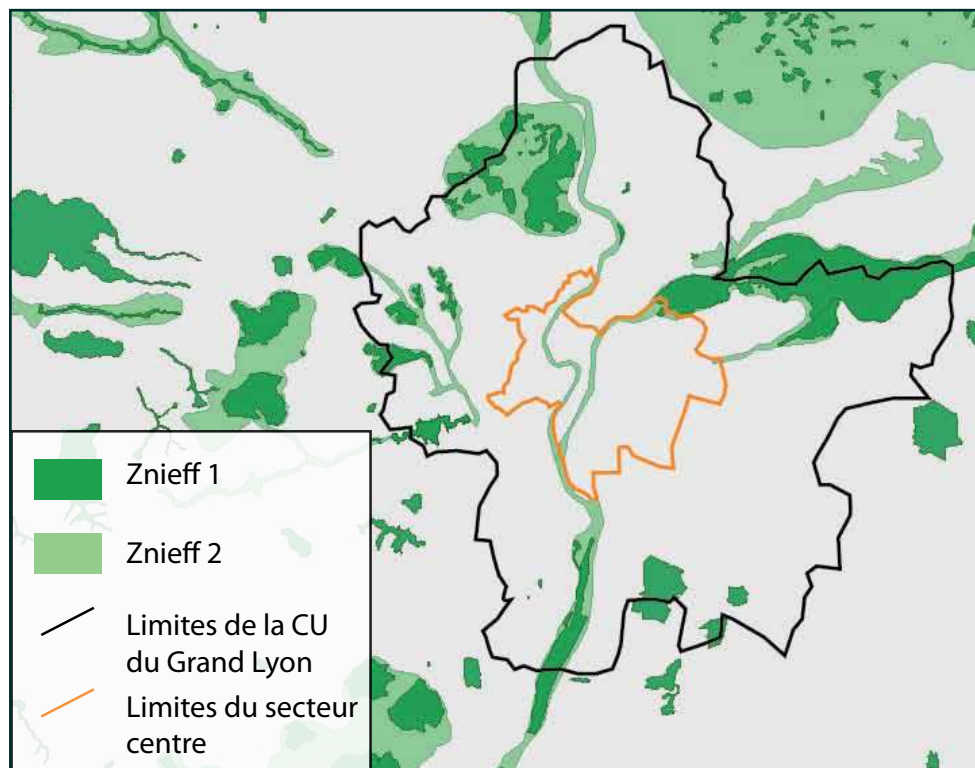 Znieff 1
Znieff 2
Limites de la CU
du Grand Lyon
Limites du secteur
centre